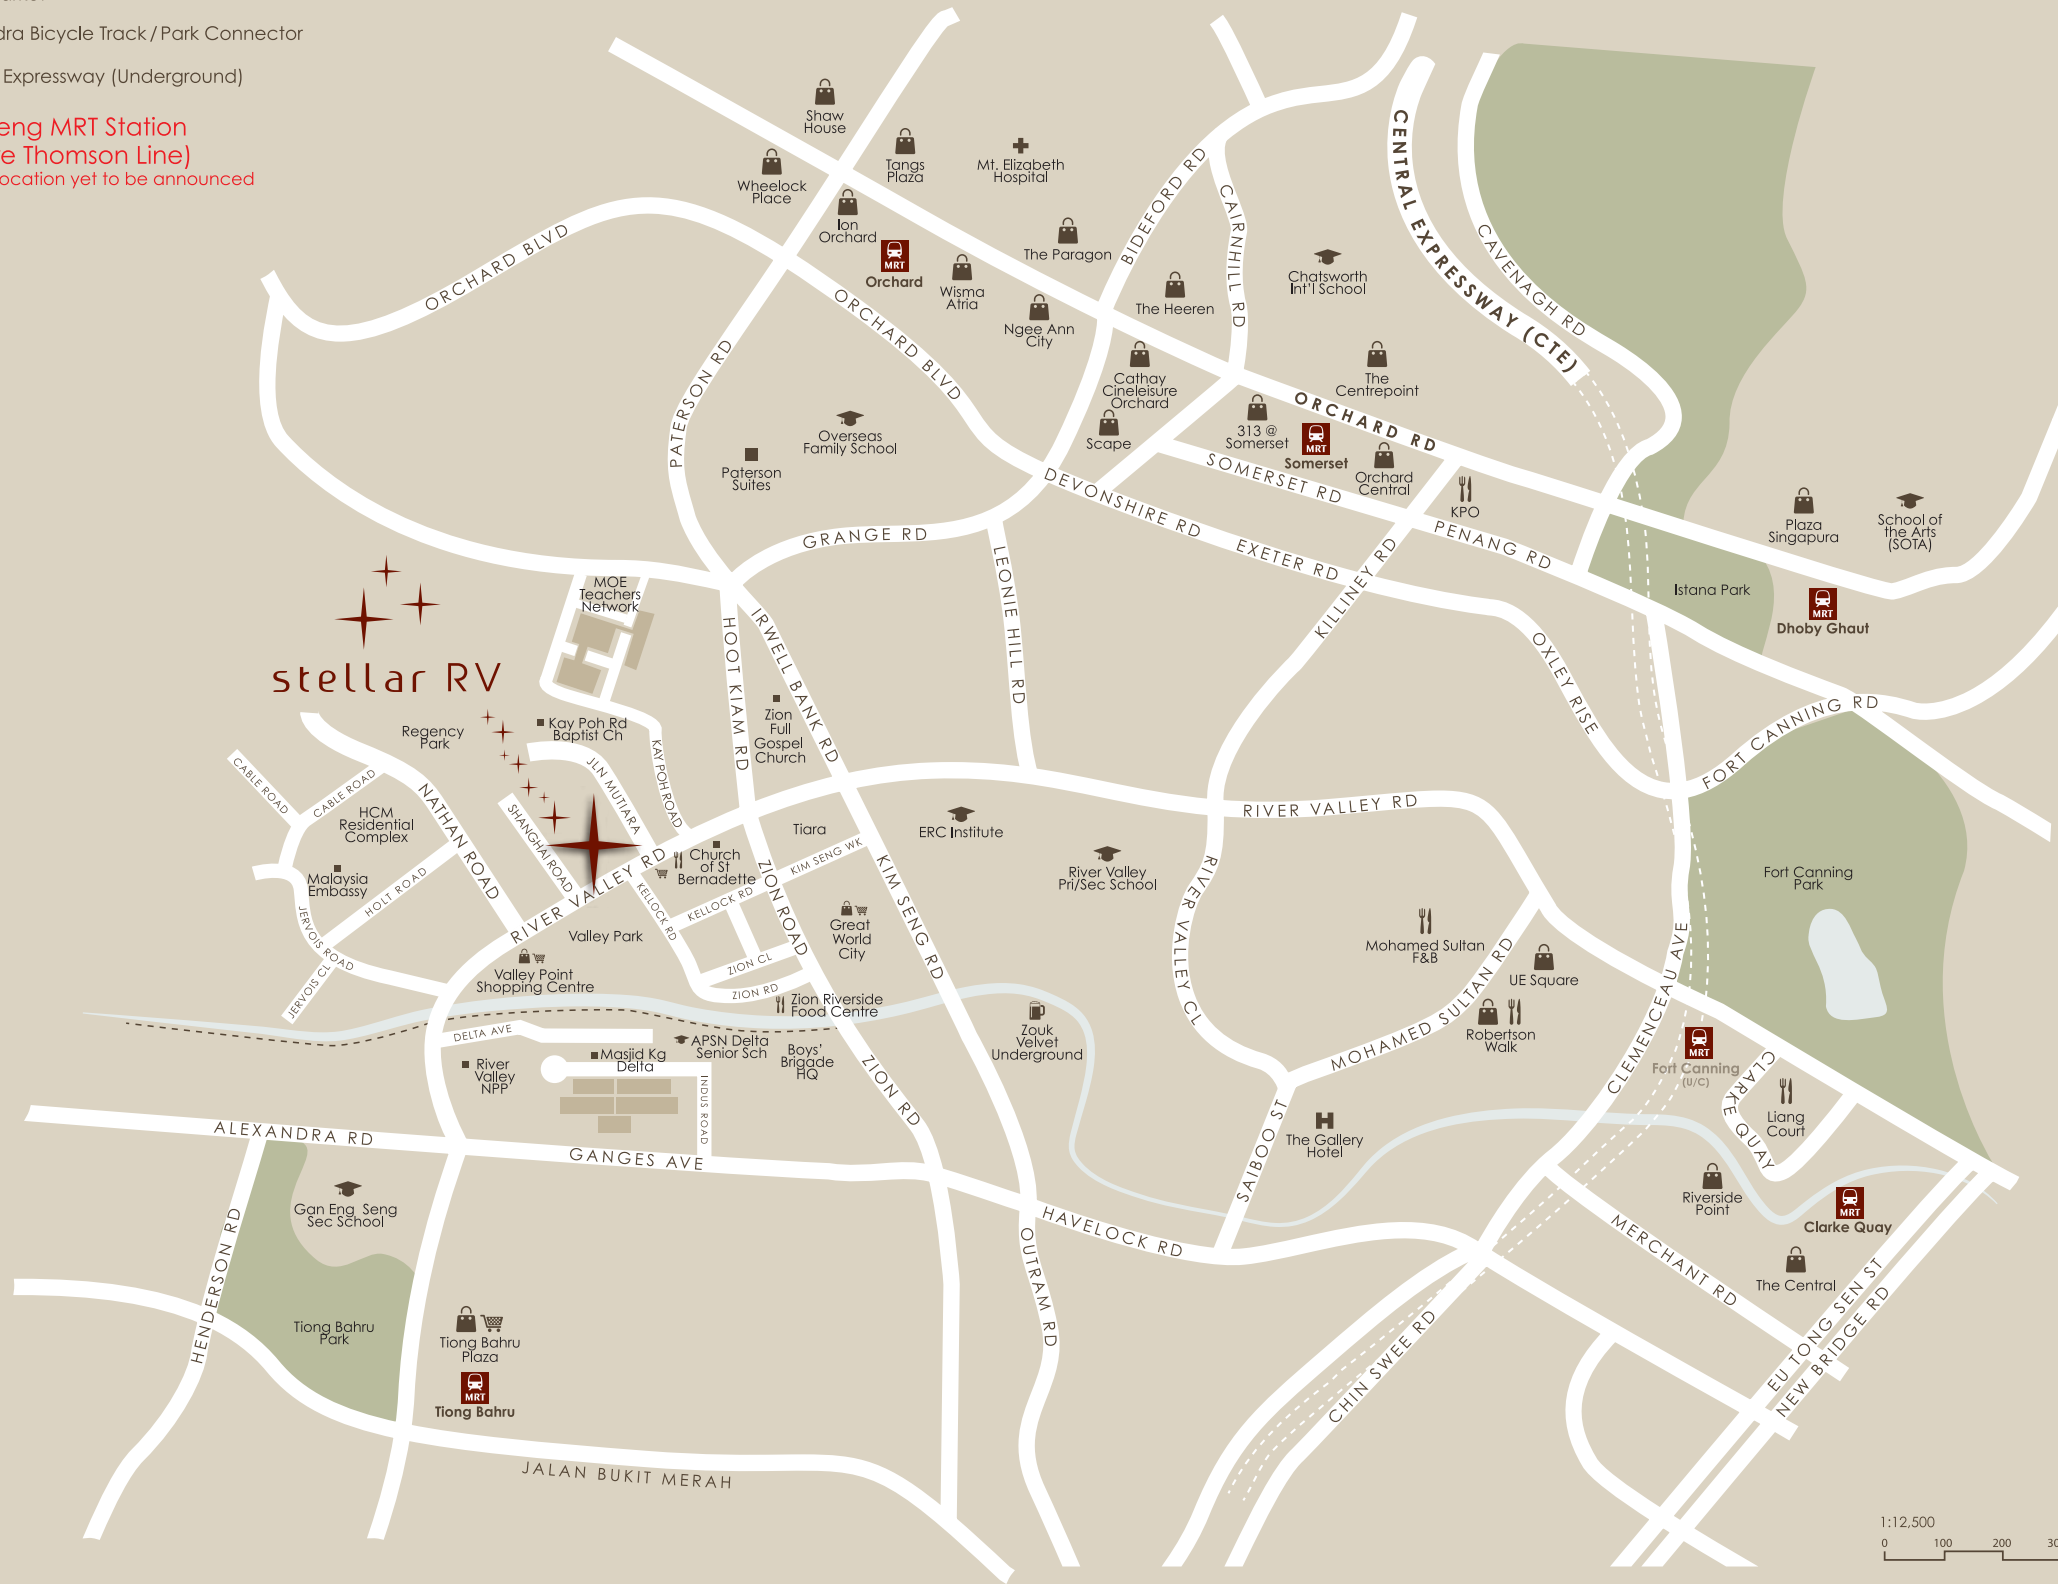 dra Bicycle Track / Park Connector
Expressway (Underground)
eng MRT Station
e Thomson Line)
ocation yet to be announced
Shaw
House
Tangs
Plaza
Mt. Elizabeth
Hospital
Wheelock
Place
Ion
Orchard
MRT
Orchard
Wisma
Atria
The Paragon
Ngee Ann
City
The Heeren
BIDEFORD RD
CAIRNHILL RD
Chatsworth
Int'l School
CENTRAL EXPRESSWAY (CTE)
CAVENAGH RD
ORCHARD BLVD
ORCHARD BLVD
PATERSON RD
Cathay
Cineleisure
Orchard
Scape
The
Centrepoint
313 @
Somerset
MRT
Somerset
ORCHARD RD
Orchard
Central
KPO
Overseas
Family School
Paterson
Suites
SOMERSET RD
PENANG RD
DEVONSHIRE RD
EXETER RD
GRANGE RD
LEONIE HILL RD
KILLINEY RD
OXLEY RISE
Plaza
Singapura
School of
the Arts
(SOTA)
Istana Park
MRT
Dhoby Ghaut
FORT CANNING RD
stellar RV
MOE
Teachers
Network
HOOT KIAM RD
IRWELL BANK RD
Zion
Full
Gospel
Church
Kay Poh Rd
Baptist Ch
Regency
Park
KAY POH ROAD
JLN MUTIARA
SHANGHAI ROAD
CABLE ROAD
CABLE ROAD
HCM
Residential
Complex
NATHAN ROAD
Malaysia
Embassy
HOLT ROAD
JERVOIS ROAD
JERVOIS CL
RIVER VALLEY RD
RIVER VALLEY RD
Church
of St
Bernadette
Tiara
KIM SENG WK
KELLOCK RD
KELLOCK RD
ZION ROAD
KIM SENG RD
ERC Institute
River Valley
Pri/Sec School
RIVER VALLEY CL
Great
World
City
Valley Park
Valley Point
Shopping Centre
ZION CL
ZION RD
Zion Riverside
Food Centre
Zouk
Velvet
Underground
Mohamed Sultan
F&B
MOHAMED SULTAN RD
UE Square
Robertson
Walk
CLEMENCEAU AVE
Fort Canning
Park
MRT
Fort Canning
(U/C)
CLARKE QUAY
Liang
Court
DELTA AVE
River
Valley
NPP
Masjid Kg
Delta
APSN Delta
Senior Sch
Boys'
Brigade
HQ
INDUS ROAD
ZION RD
ALEXANDRA RD
GANGES AVE
The Gallery
Hotel
SAIBOO ST
HAVELOCK RD
OUTRAM RD
Riverside
Point
MRT
Clarke Quay
The Central
MERCHANT RD
EU TONG SEN ST
NEW BRIDGE RD
CHIN SWEE RD
Gan Eng Seng
Sec School
HENDERSON RD
Tiong Bahru
Park
Tiong Bahru
Plaza
MRT
Tiong Bahru
JALAN BUKIT MERAH
1:12,500
0 100 200